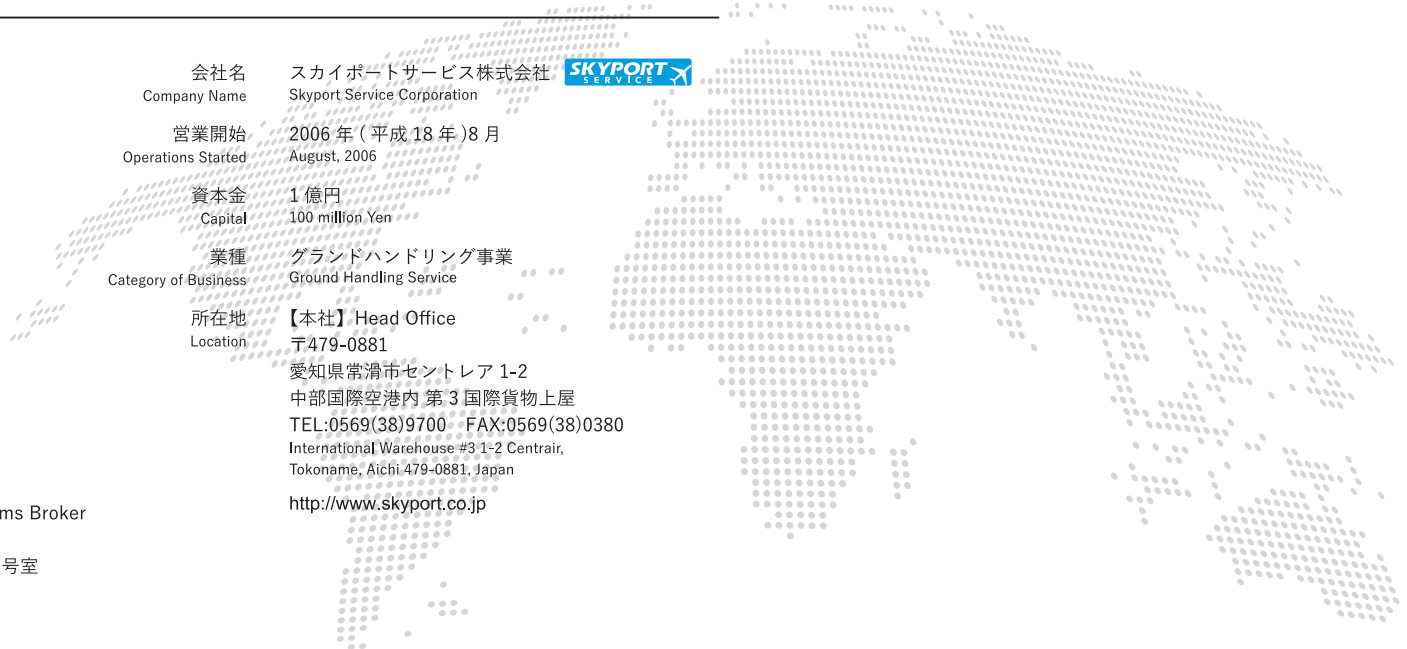 会社名 スカイポートサービス株式会社 SKYPORT SERVICE
Company Name Skyport Service Corporation
営業開始 2006 年 ( 平成 18 年 )8 月
Operations Started August, 2006
資本金 1 億円
Capital 100 million Yen
業種 グランドハンドリング事業
Category of Business Ground Handling Service
所在地 【本社】Head Office
Location 〒479-0881
愛知県常滑市セントレア 1-2
中部国際空港内 第 3 国際貨物上屋
TEL:0569(38)9700 FAX:0569(38)0380
International Warehouse #3 1-2 Centrair,
Tokoname, Aichi 479-0881, Japan
http://www.skyport.co.jp
ms Broker
号室